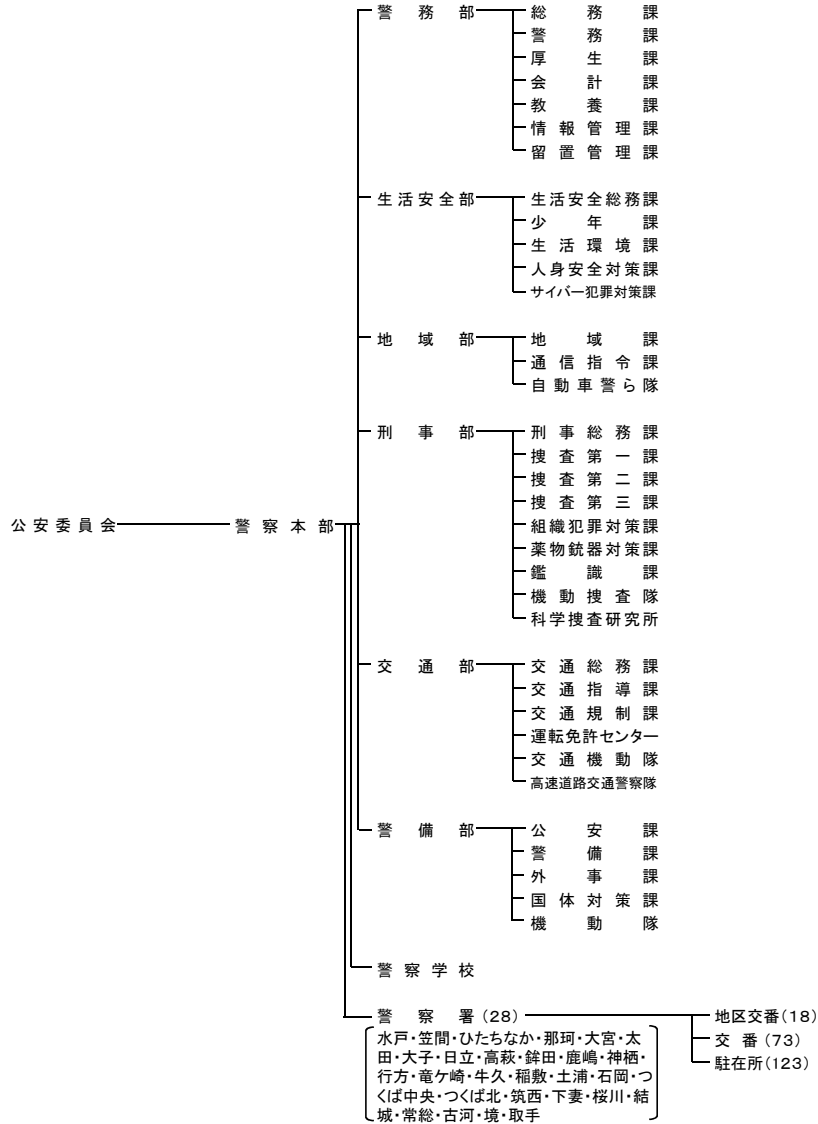 警務部 総務課
警務課
厚生課
会計課
教養課
情報管理課
留置管理課
生活安全部 生活安全総務課
少年課
生活環境課
人身安全対策課
サイバー犯罪対策課
地域部 地域課
通信指令課
自動車警ら隊
刑事部 刑事総務課
捜査第一課
捜査第二課
捜査第三課
公安委員会 警察本部 組織犯罪対策課
薬物銃器対策課
鑑識課
機動捜査隊
科学捜査研究所
交通部 交通総務課
交通指導課
交通規制課
運転免許センター
交通機動隊
高速道路交通警察隊
警備部 公安課
警備課
外事課
国体対策課
機動隊
警察学校
警察署(28) 地区交番(18)
交番(73)
駐在所(123)
水戸・笠間・ひたちなか・那珂・大宮・太
田・大子・日立・高萩・鉾田・鹿嶋・神栖・
行方・竜ケ崎・牛久・稲敷・土浦・石岡・つ
くば中央・つくば北・筑西・下妻・桜川・結
城・常総・古河・境・取手